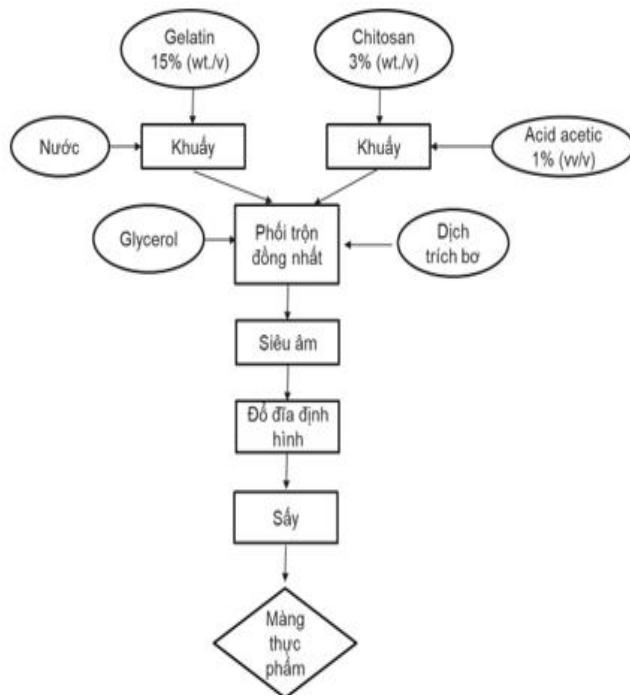 Gelatin
15% (wt./v)
Chitosan
3% (wt./v)
Nước
Khuấy
Khuấy
Acid acetic
1% (vv/v)
Glycerol
Phối trộn
đồng nhất
Dịch
trích bơ
Siêu âm
Đổ đĩa định
hình
Sấy
Màng
thực
phẩm